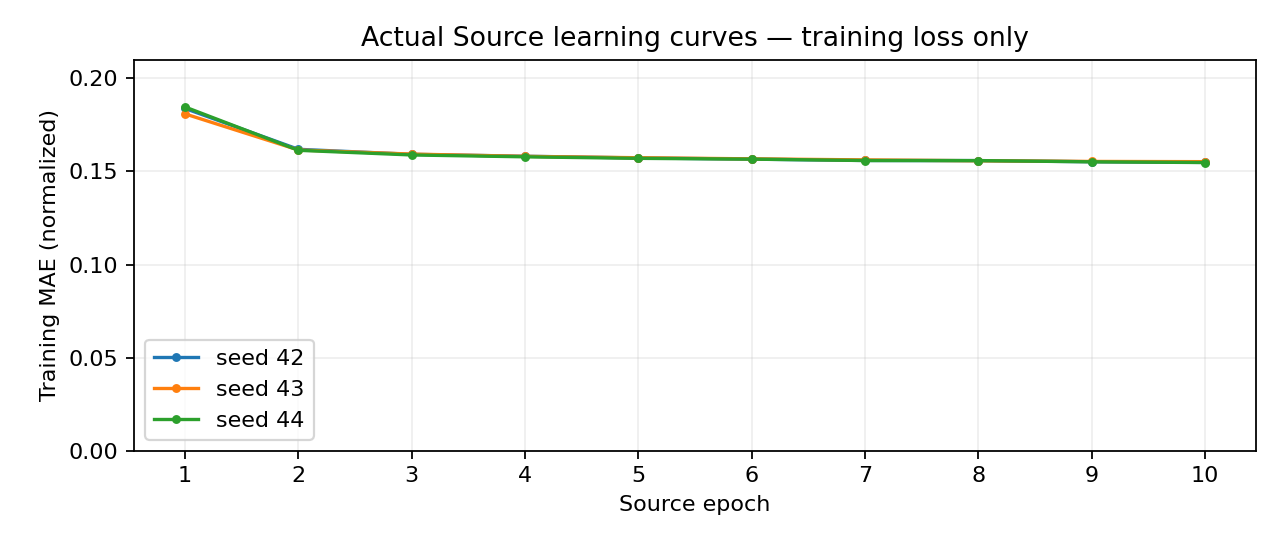 Actual Source learning curves — training loss only
Training MAE (normalized)
0.20
0.15
0.10
0.05
0.00
seed 42
seed 43
seed 44
1 2 3 4 5 6 7 8 9 10
Source epoch